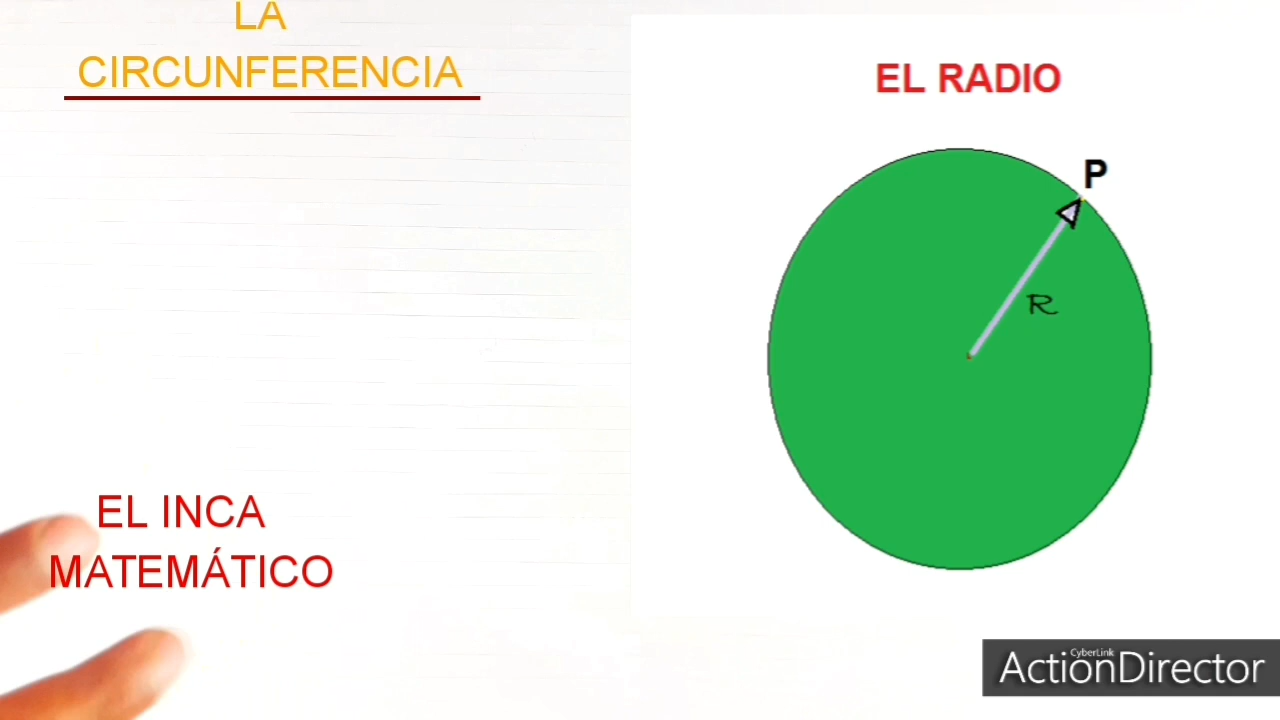 LA
CIRCUNFERENCIA
EL RADIO
P
R
EL INCA
MATEMÁTICO
CyberLink
ActionDirector